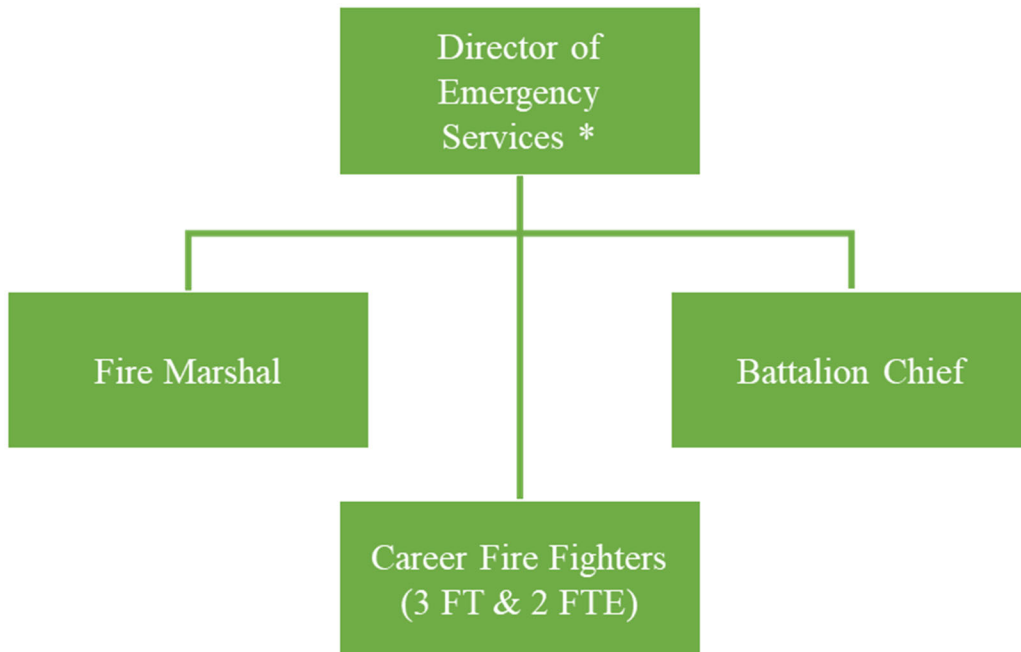 Director of
Emergency
Services *
Fire Marshal
Battalion Chief
Career Fire Fighters
(3 FT & 2 FTE)